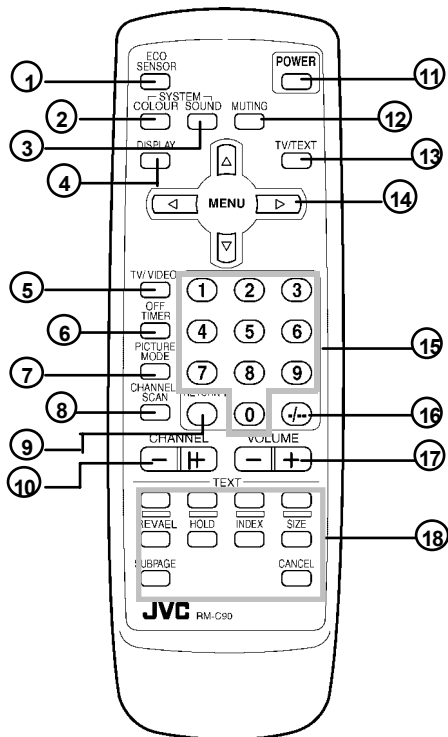 ECO
SENSOR
POWER
1
11
SYSTEM
COLOUR SOUND MUTING
2
12
3
DISPLAY
TV/TEXT
13
4
MENU
14
TV/VIDEO
5
1 2 3
OFF
TIMER
6
4 5 6
15
PICTURE
MODE
7
7 8 9
CHANNEL
SCAN
8
RETURN
0 -/--
16
9
CHANNEL VOLUME
10
− + − +
17
TEXT
REVAEL HOLD INDEX SIZE
18
SUBPAGE CANCEL
JVC RM-C90